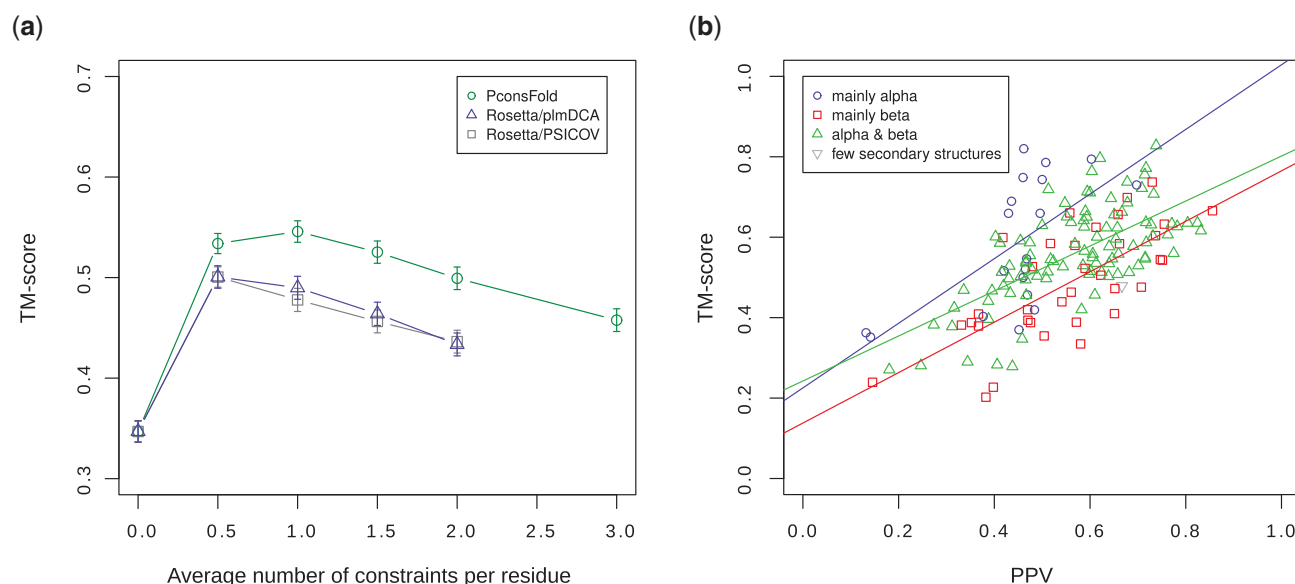 (a)
TM-score
0.7
0.6
0.5
0.4
0.3
PconsFold
Rosetta/plmDCA
Rosetta/PSICOV
0.0 0.5 1.0 1.5 2.0 2.5 3.0
Average number of constraints per residue
(b)
TM-score
1.0
0.8
0.6
0.4
0.2
0.0
mainly alpha
mainly beta
alpha & beta
few secondary structures
0.0 0.2 0.4 0.6 0.8 1.0
PPV